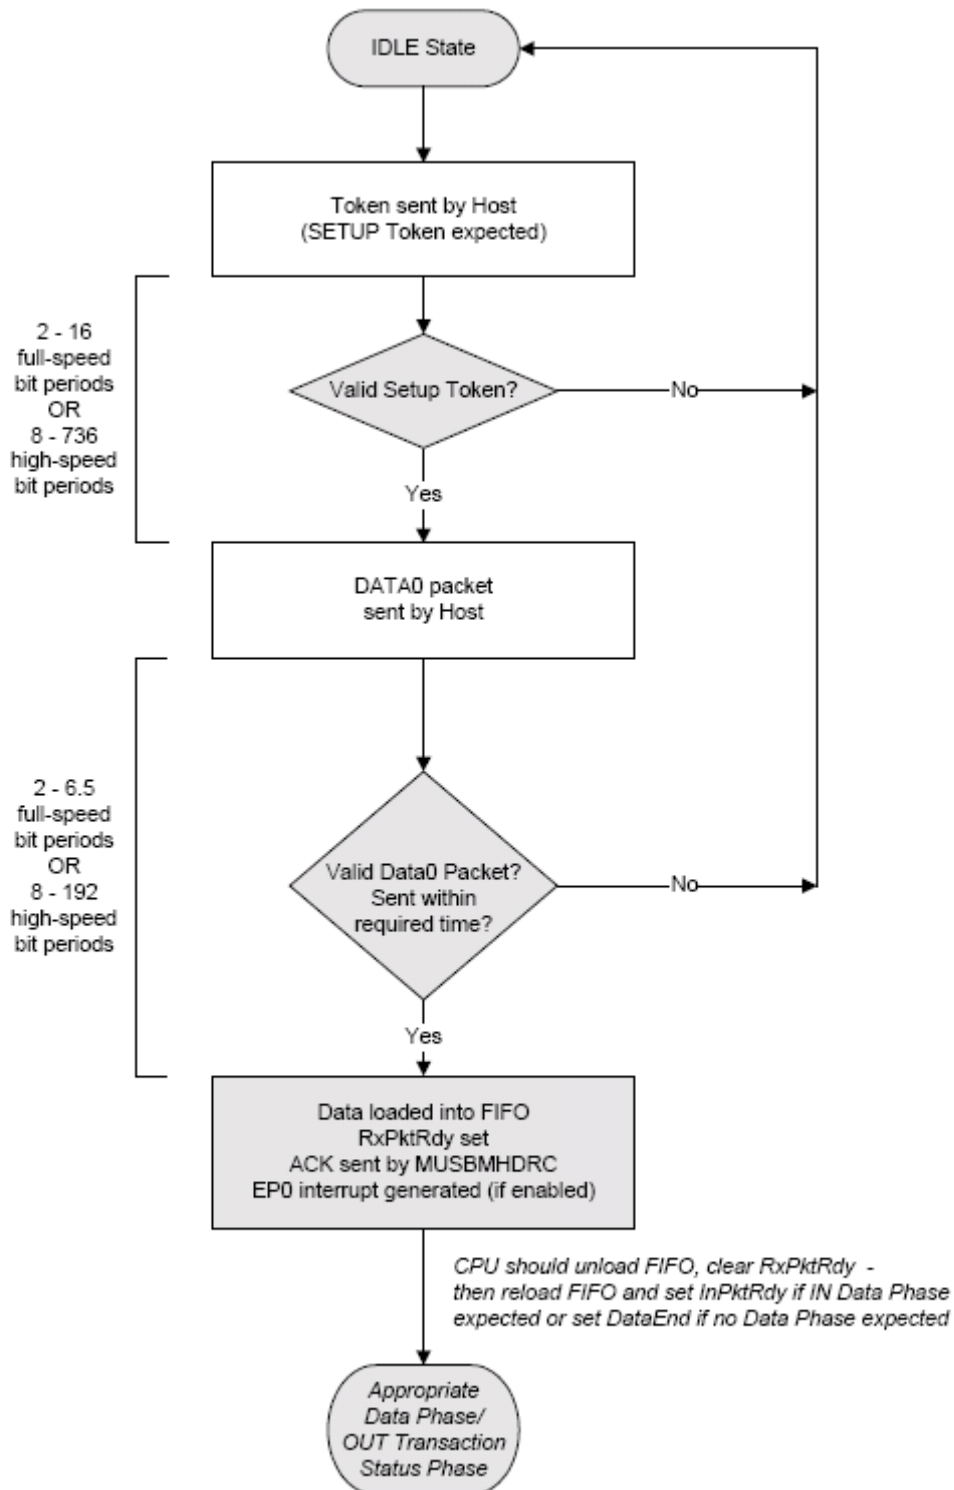 IDLE State
Token sent by Host
(SETUP Token expected)
2 - 16
full-speed
bit periods
OR
8 - 736
high-speed
bit periods
Valid Setup Token?
No
Yes
DATA0 packet
sent by Host
2 - 6.5
full-speed
bit periods
OR
8 - 192
high-speed
bit periods
Valid Data0 Packet?
Sent within
required time?
No
Yes
Data loaded into FIFO
RxPktRdy set
ACK sent by MUSBMHDRC
EP0 interrupt generated (if enabled)
CPU should unload FIFO, clear RxPktRdy -
then reload FIFO and set InPktRdy if IN Data Phase
expected or set DataEnd if no Data Phase expected
Appropriate
Data Phase/
OUT Transaction
Status Phase